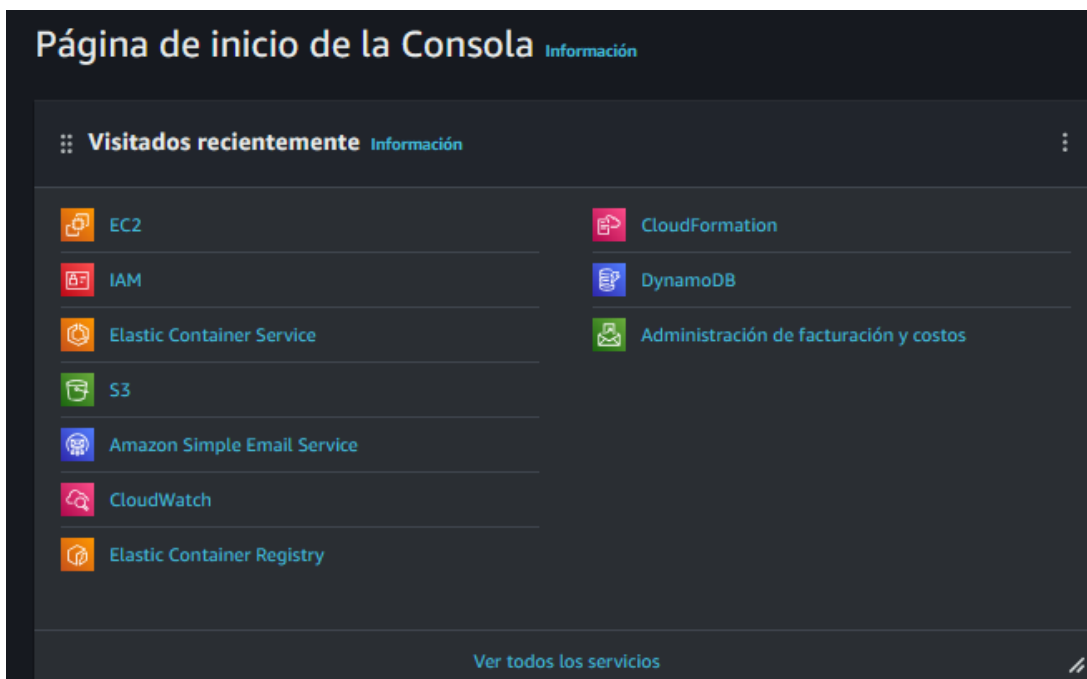 Página de inicio de la Consola Información
Visitados recientemente Información
EC2
IAM
Elastic Container Service
S3
Amazon Simple Email Service
CloudWatch
Elastic Container Registry
CloudFormation
DynamoDB
Administración de facturación y costos
Ver todos los servicios